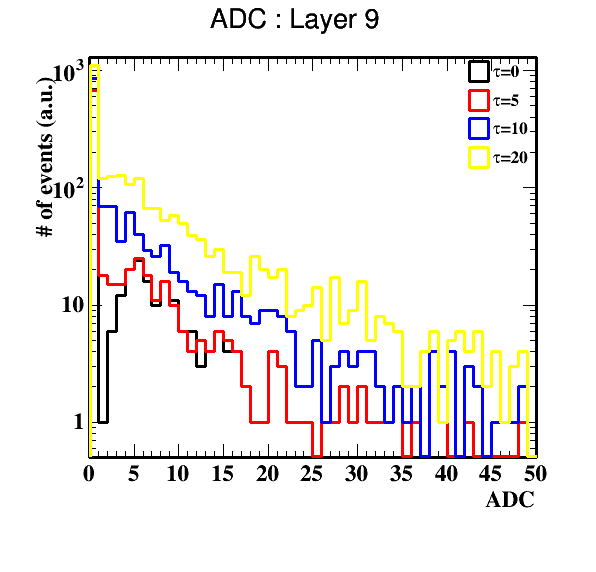 ADC : Layer 9
# of events (a.u.)
10³
10²
10
1
τ=0
τ=5
τ=10
τ=20
0 5 10 15 20 25 30 35 40 45 50
ADC